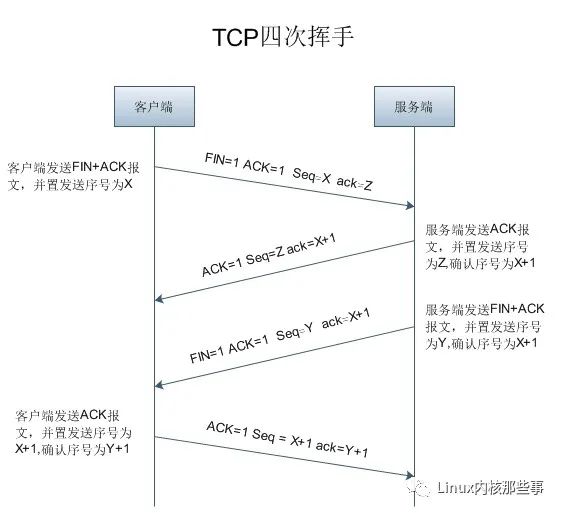 TCP四次挥手
客户端
服务端
客户端发送FIN+ACK报
文，并置发送序号为X
FIN=1 ACK=1 Seq=X ack=Z
服务端发送ACK报
文，并置发送序号
为Z,确认序号为X+1
ACK=1 Seq=Z ack=X+1
服务端发送FIN+ACK
报文，并置发送序号
为Y,确认序号为X+1
FIN=1 ACK=1 Seq=Y ack=X+1
客户端发送ACK报
文，并置发送序号为
X+1,确认序号为Y+1
ACK=1 Seq = X+1 ack=Y+1
Linux内核那些事